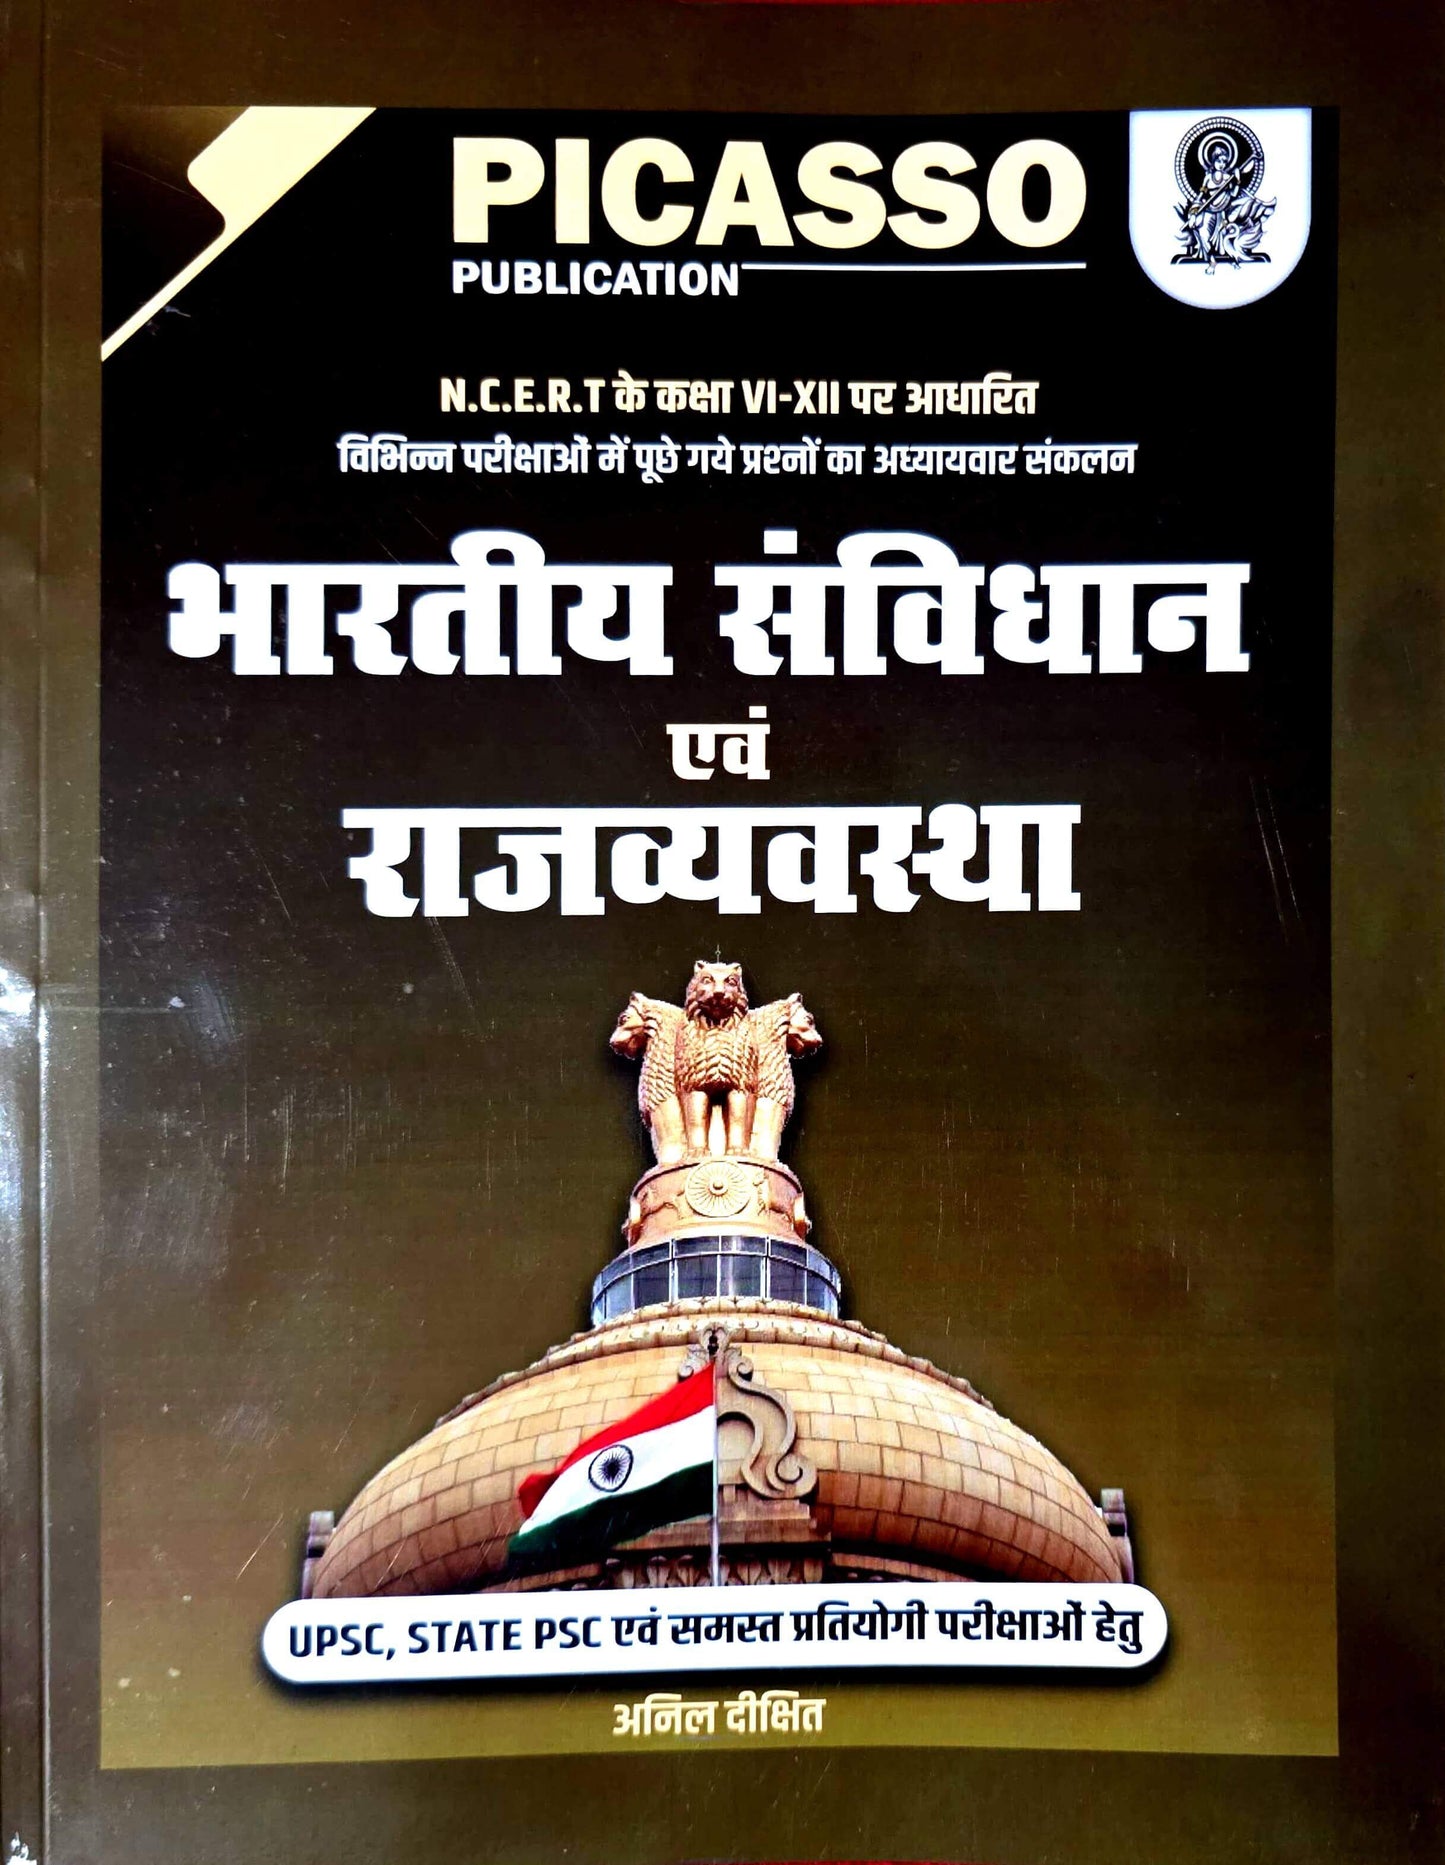 PICASSO
PUBLICATION
N.C.E.R.T के कक्षा VI-XII पर आधारित
विभिन्न परीक्षाओं में पूछे गये प्रश्नों का अध्यायवार संकलन
भारतीय संविधान
एवं
राजव्यवस्था
UPSC, STATE PSC एवं समस्त प्रतियोगी परीक्षाओं हेतु
अनिल दीक्षित